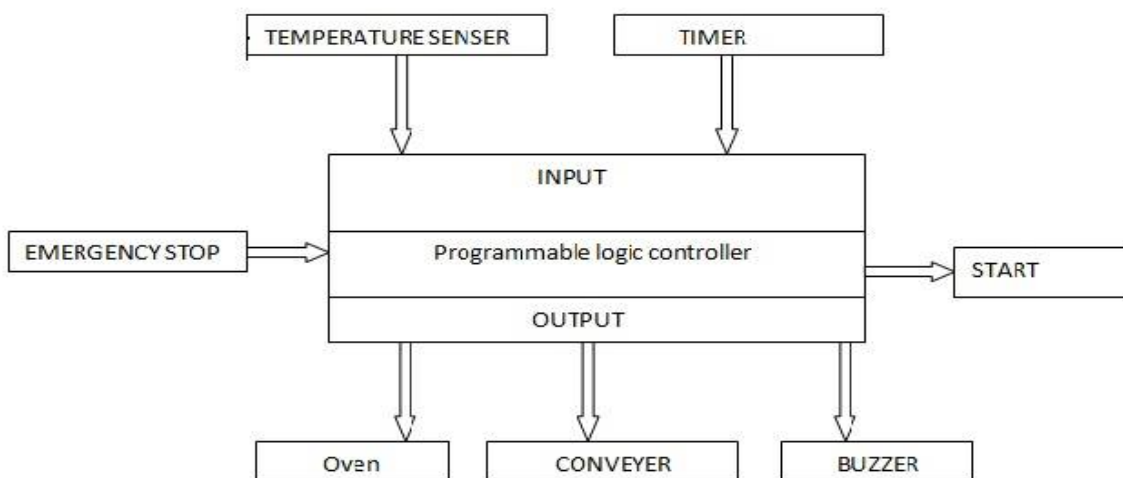 TEMPERATURE SENSER
TIMER
INPUT
EMERGENCY STOP
Programmable logic controller
START
OUTPUT
Oven
CONVEYER
BUZZER